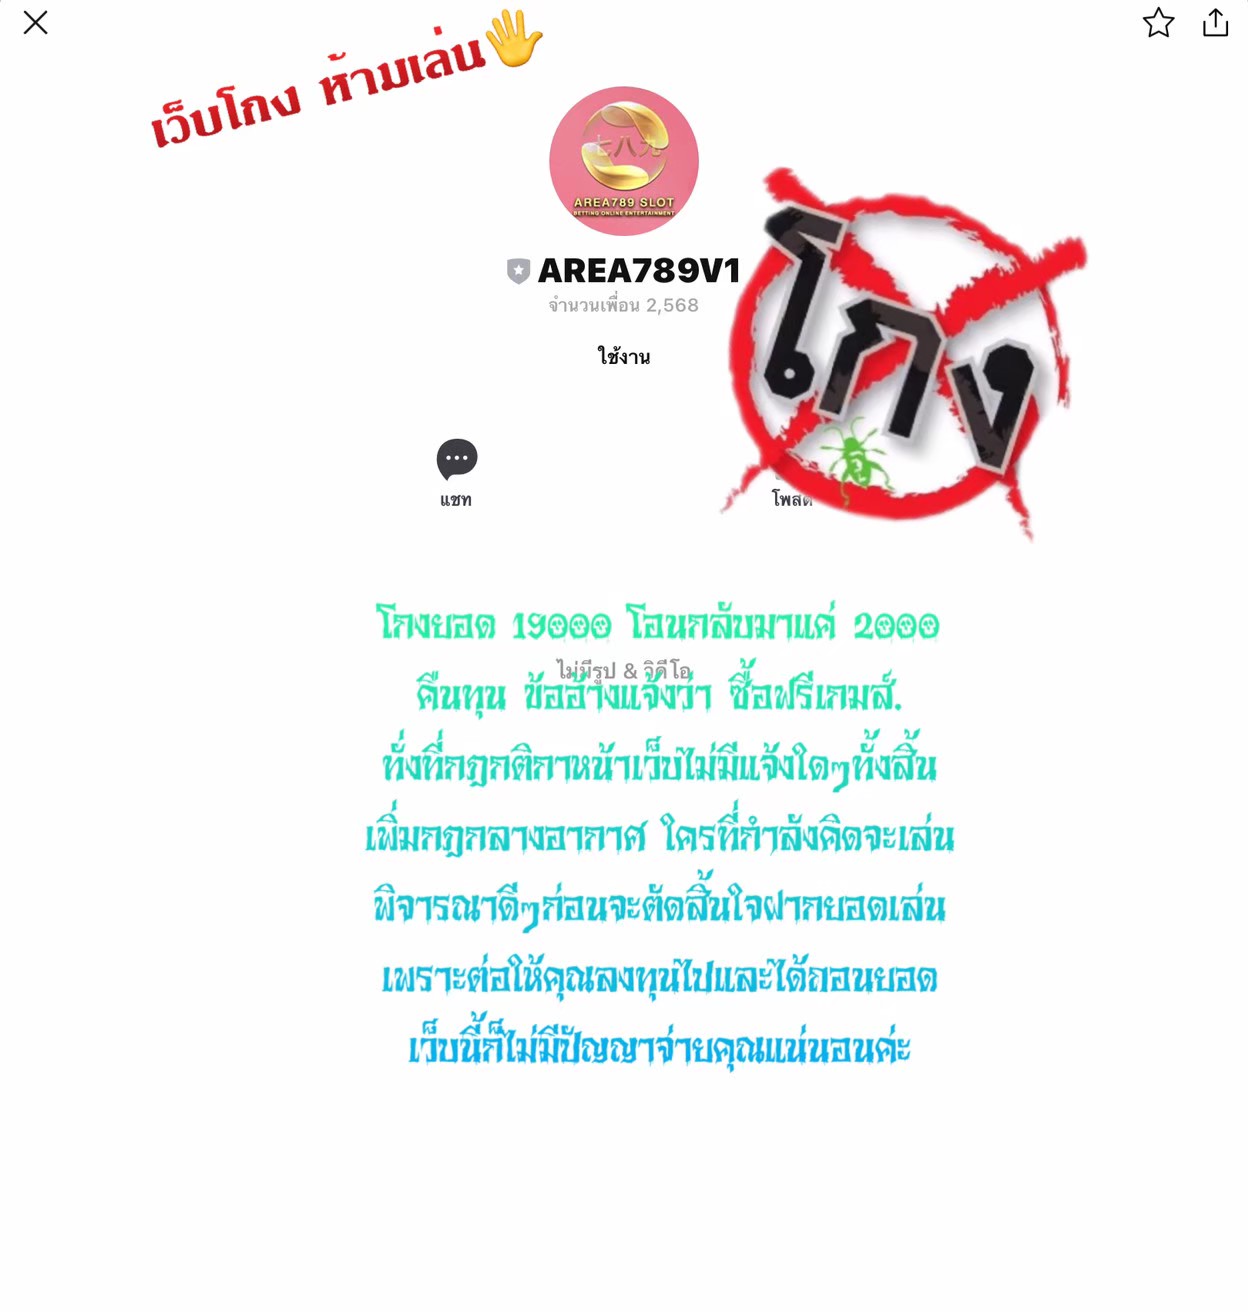 เว็บโกง ห้ามเล่น
七八九
AREA789 SLOT
BETTING ONLINE ENTERTAINMENT
AREA789V1
จำนวนเพื่อน 2,568
ใช้งาน
โกง
แชท
โพสต์
โกงยอด 19000 โอนกลับมาแค่ 2000
ไม่มีรูป & วิดีโอ
คืนทุน ข้ออ้างแจ้งว่า ซื้อฟรีเกมส์.
ทั่งที่กฎกติกาหน้าเว็บไม่มีแจ้งใดๆทั้งสิ้น
เพิ่มกฎกลางอากาศ ใครที่กำลังคิดจะเล่น
พิจารณาดีๆก่อนจะตัดสิ้นใจฝากยอดเล่น
เพราะต่อให้คุณลงทุนไปและได้ถอนยอด
เว็บนี้ก็ไม่มีปัญญาจ่ายคุณแน่นอนค่ะ